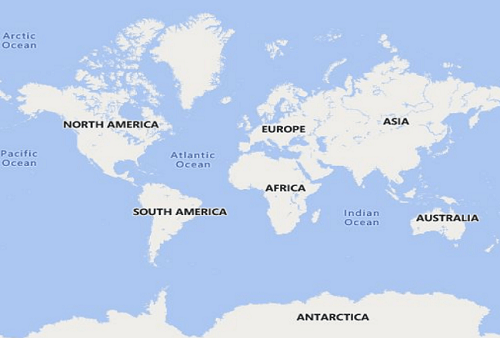 Arctic
Ocean
NORTH AMERICA
EUROPE
ASIA
Pacific
Ocean
Atlantic
Ocean
AFRICA
SOUTH AMERICA
Indian
Ocean
AUSTRALIA
ANTARCTICA